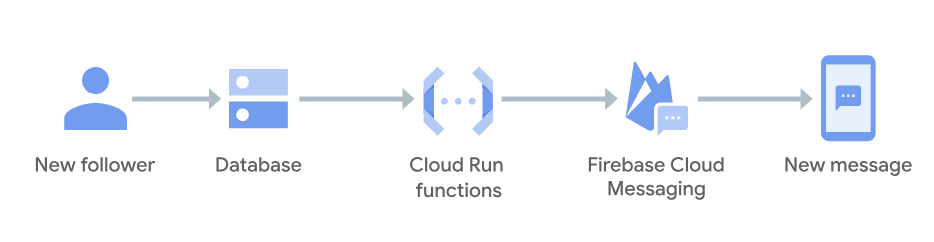 New follower
Database
Cloud Run
functions
Firebase Cloud
Messaging
New message